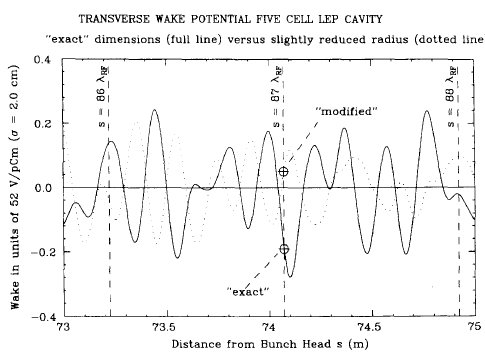 TRANSVERSE WAKE POTENTIAL FIVE CELL LEP CAVITY
"exact" dimensions (full line) versus slightly reduced radius (dotted line
Wake in units of 52 V/pCm (σ = 2.0 cm)
0.4
0.2
0.0
−0.2
−0.4
s = 86 λRF
s = 87 λRF
s = 88 λRF
"modified"
"exact"
73
73.5
74
74.5
75
Distance from Bunch Head s (m)